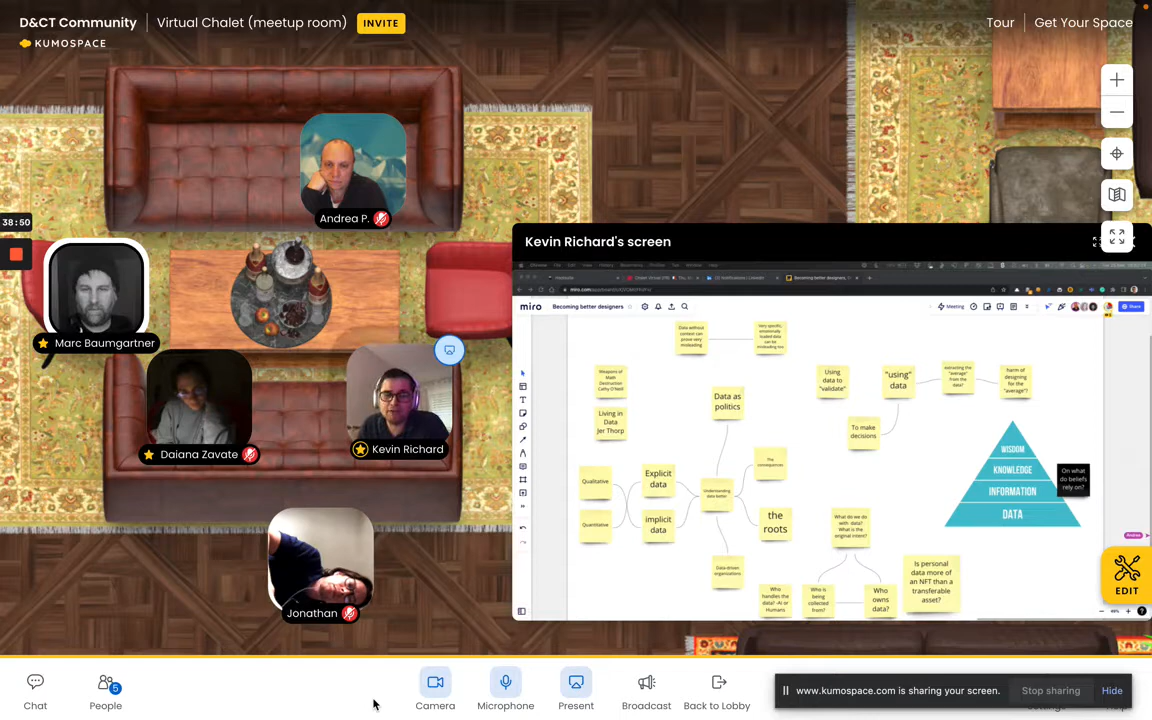 D&CT Community
Virtual Chalet (meetup room)
INVITE
Tour
Get Your Space
KUMOSPACE
Andrea P.
38:50
Marc Baumgartner
Daiana Zavate
Kevin Richard
Jonathan
Kevin Richard's screen
miro
Becoming better designers
Meeting
Share
Data without
context can
prove very
misleading
Very specific,
emotionally
loaded data
can be
misleading too
Weapons of
Math
Destruction
Cathy O'Neil
Living in
Data
Jer Thorp
Data as
politics
Using
data to
"validate"
"using"
data
extracting the
"average"
from the
data?
harm of
designing
for the
"average"?
To make
decisions
Qualitative
Quantitative
Explicit
data
implicit
data
Understanding
data better
The
consequences
the
roots
Data-driven
organizations
What do we do
with data?
What is the
original intent?
Who
handles the
data? -AI or
Humans
Who is
being
collected
from?
Who
owns
data?
Is personal
data more of
an NFT than a
transferable
asset?
WISDOM
KNOWLEDGE
INFORMATION
DATA
On what
do beliefs
rely on?
Andrea
EDIT
Chat
5
People
Camera
Microphone
Present
Broadcast
Back to Lobby
www.kumospace.com is sharing your screen.
Stop sharing
Hide